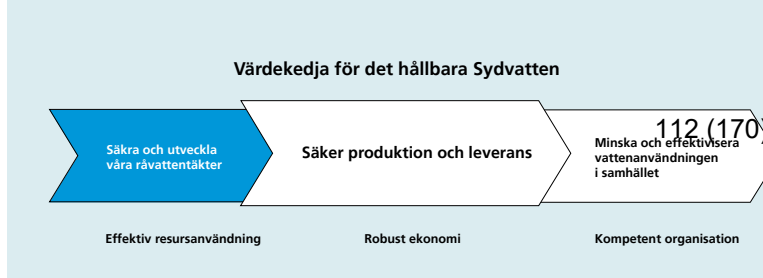 Värdekedja för det hållbara Sydvatten
Säkra och utveckla
våra råvattentäkter
Säker produktion och leverans
112 (170)
Minska och effektivisera
vattenanvändningen
i samhället
Effektiv resursanvändning
Robust ekonomi
Kompetent organisation